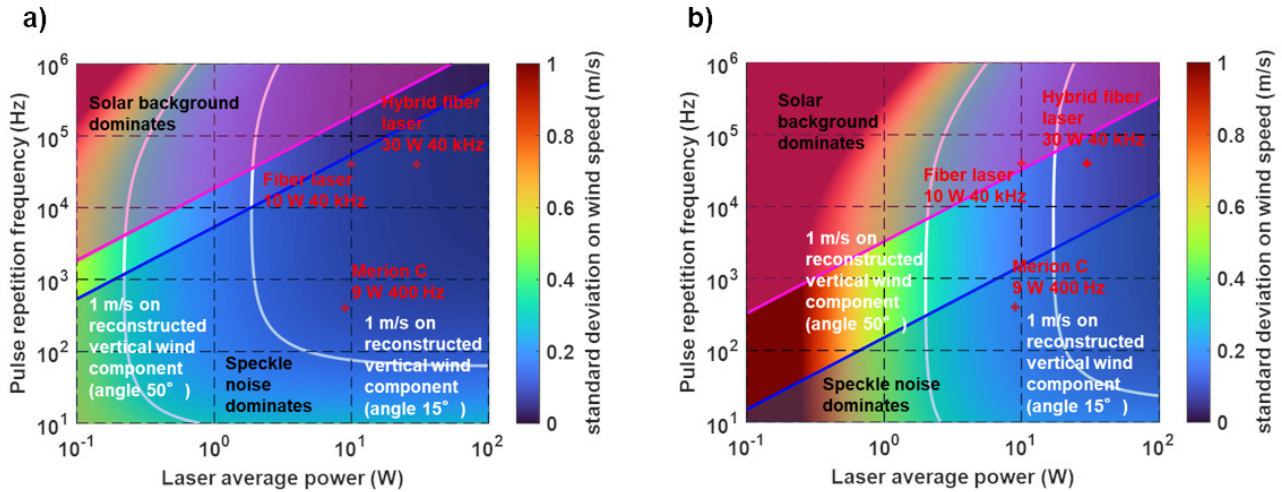 a)
Pulse repetition frequency (Hz)
10^6
10^5
10^4
10^3
10^2
10^1
Solar background
dominates
Hybrid fiber
laser
30 W 40 kHz
Fiber laser
10 W 40 kHz
Merion C
9 W 400 Hz
1 m/s on
reconstructed
vertical wind
component
(angle 50°)
Speckle
noise
dominates
1 m/s on
reconstructed
vertical wind
component
(angle 15°)
10^-1
10^0
10^1
10^2
Laser average power (W)
1
0.8
0.6
0.4
0.2
0
standard deviation on wind speed (m/s)
b)
Pulse repetition frequency (Hz)
10^6
10^5
10^4
10^3
10^2
10^1
Solar
background
dominates
Hybrid fiber
laser
30 W 40 kHz
Fiber laser
10 W 40 kHz
1 m/s on
reconstructed
vertical wind
component
(angle 50°)
Merion C
9 W 400 Hz
1 m/s on
reconstructed
vertical wind
component
(angle 15°)
Speckle noise
dominates
10^-1
10^0
10^1
10^2
Laser average power (W)
1
0.8
0.6
0.4
0.2
0
standard deviation on wind speed (m/s)